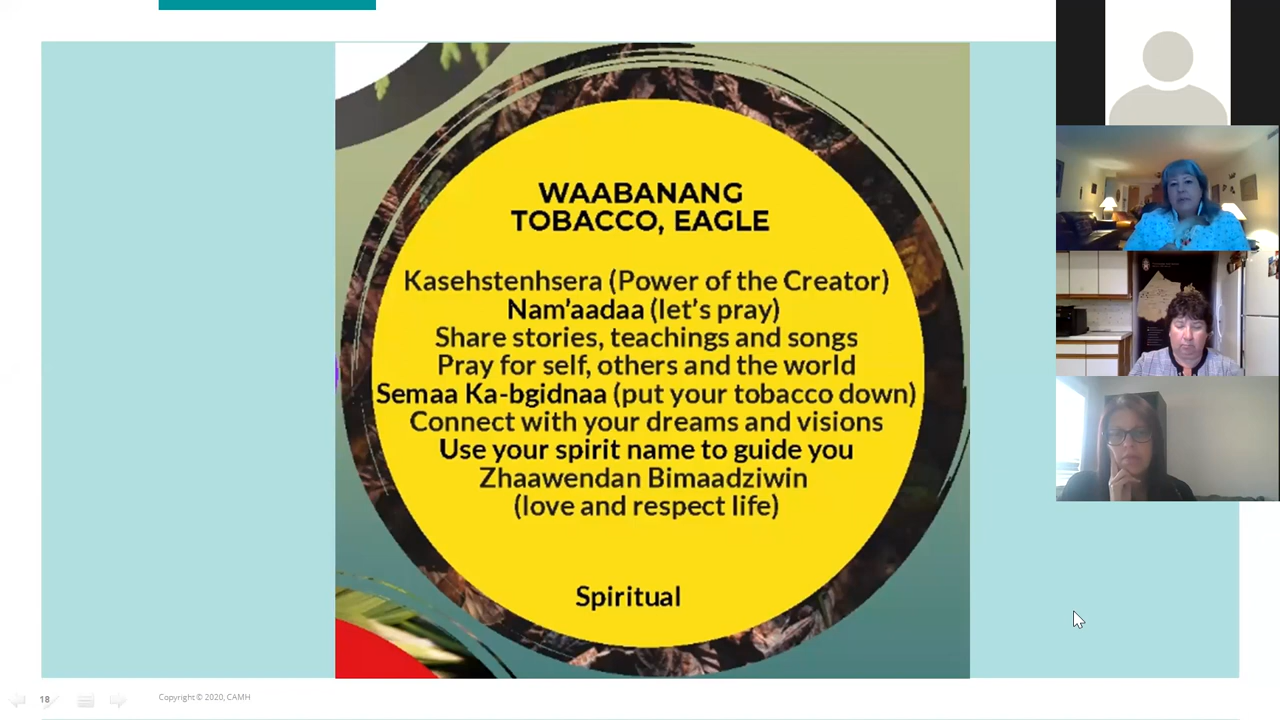 WAABANANG
TOBACCO, EAGLE
Kasehstenhsera (Power of the Creator)
Nam'aadaa (let's pray)
Share stories, teachings and songs
Pray for self, others and the world
Semaa Ka-bgidnaa (put your tobacco down)
Connect with your dreams and visions
Use your spirit name to guide you
Zhaawendan Bimaadziwin
(love and respect life)
Spiritual
18
Copyright © 2020, CAMH